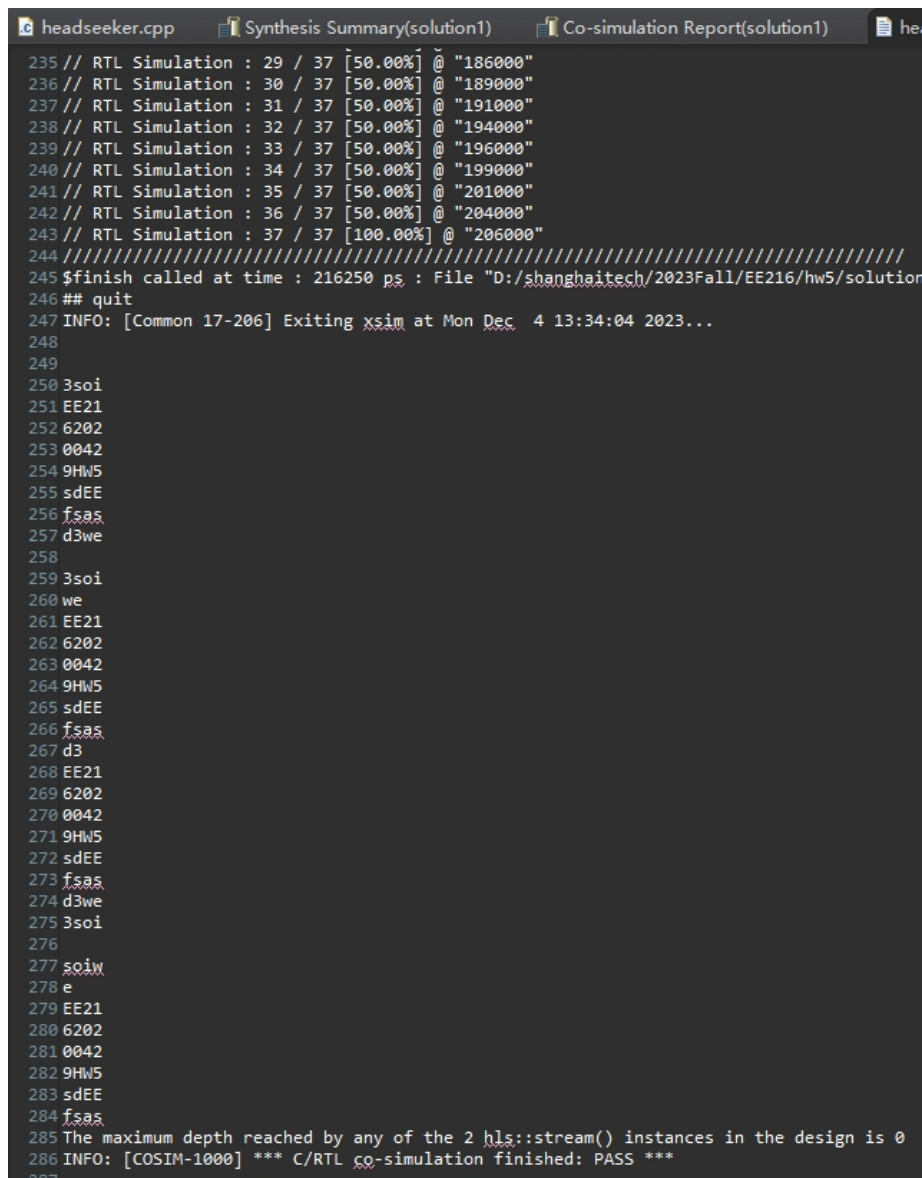 headseeker.cpp Synthesis Summary(solution1) Co-simulation Report(solution1) hea
235 // RTL Simulation : 29 / 37 [50.00%] @ "186000"
236 // RTL Simulation : 30 / 37 [50.00%] @ "189000"
237 // RTL Simulation : 31 / 37 [50.00%] @ "191000"
238 // RTL Simulation : 32 / 37 [50.00%] @ "194000"
239 // RTL Simulation : 33 / 37 [50.00%] @ "196000"
240 // RTL Simulation : 34 / 37 [50.00%] @ "199000"
241 // RTL Simulation : 35 / 37 [50.00%] @ "201000"
242 // RTL Simulation : 36 / 37 [50.00%] @ "204000"
243 // RTL Simulation : 37 / 37 [100.00%] @ "206000"
244 ////////////////////////////////////////////////////////////////////////////////////
245 $finish called at time : 216250 ps : File "D:/shanghaitech/2023Fall/EE216/hw5/solution
246 ## quit
247 INFO: [Common 17-206] Exiting xsim at Mon Dec  4 13:34:04 2023...
248
249
250 3soi
251 EE21
252 6202
253 0042
254 9HW5
255 sdEE
256 fsas
257 d3we
258
259 3soi
260 we
261 EE21
262 6202
263 0042
264 9HW5
265 sdEE
266 fsas
267 d3
268 EE21
269 6202
270 0042
271 9HW5
272 sdEE
273 fsas
274 d3we
275 3soi
276
277 soiw
278 e
279 EE21
280 6202
281 0042
282 9HW5
283 sdEE
284 fsas
285 The maximum depth reached by any of the 2 hls::stream() instances in the design is 0
286 INFO: [COSIM-1000] *** C/RTL co-simulation finished: PASS ***